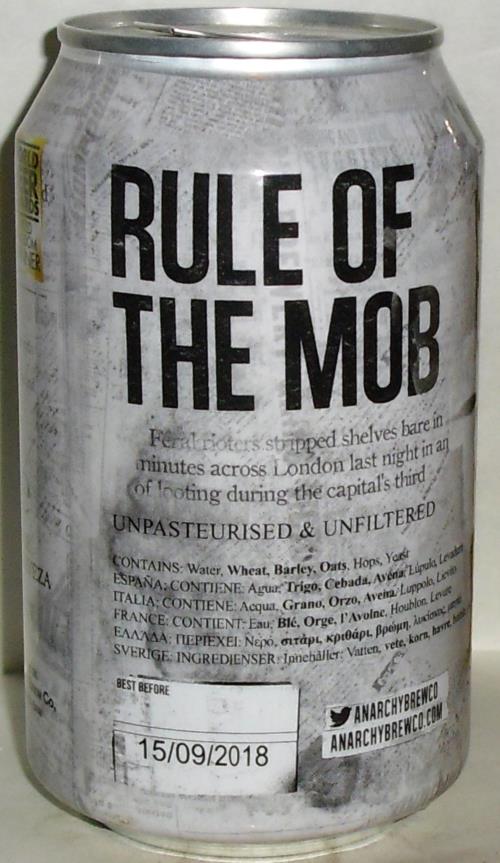 RULE OF
THE MOB
Feral rioters stripped shelves bare in
minutes across London last night in an
of looting during the capital's third
UNPASTEURISED & UNFILTERED
CONTAINS: Water, Wheat, Barley, Oats, Hops, Yeast
ESPAÑA: CONTIENE: Agua, Trigo, Cebada, Avena, Lúpulo, Levadura
ITALIA: CONTIENE: Acqua, Grano, Orzo, Avena, Luppolo, Lievito
FRANCE: CONTIENT: Eau, Blé, Orge, l'Avoine, Houblon, Levure
ΕΛΛΑΔΑ: ΠΕΡΙΕΧΕΙ: Νερό, σιτάρι, κριθάρι, βρώμη, λυκίσκος,
SVERIGE: INGREDIENSER: Innehåller: Vatten, vete, korn, havre,
BEST BEFORE
15/09/2018
ANARCHYBREWCO
ANARCHYBREWCO.COM